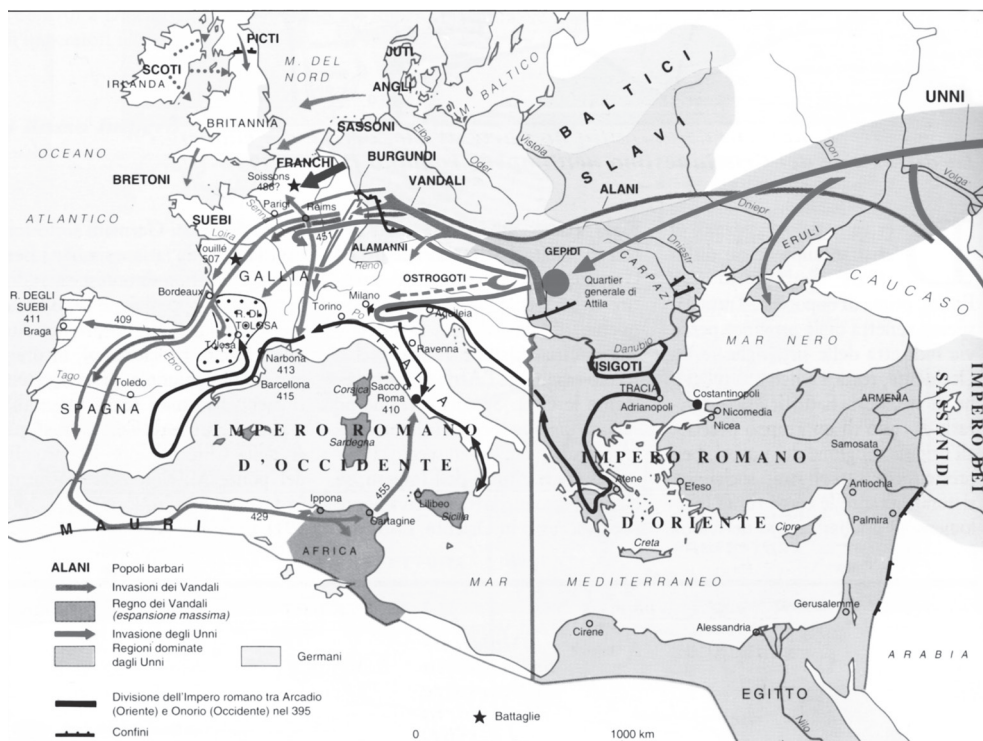 PICTI
SCOTI
IRLANDA
M. DEL
NORD
JUTI
ANGLI
M. BALTICO
BALTICI
SLAVI
UNNI
BRITANNIA
SASSONI
OCEANO
ATLANTICO
BRETONI
FRANCHI
Soissons
486?
BURGUNDI
VANDALI
Elba
Oder
Vistola
ALANI
Don
Volga
Dniepr
Dniestr
SUEBI
Parigi
Senna
Reims
451
Loira
Vouillé
507
GALLIA
ALAMANNI
Reno
OSTROGOTI
GEPIDI
CARPAZI
Quartier
generale di
Attila
ERULI
CAUCASO
R. DEGLI
SUEBI
411
Braga
409
Bordeaux
R. DI
TOLOSA
Tolosa
Torino
Milano
Po
Aquileia
Ravenna
ITALIA
Danubio
MAR NERO
VISIGOTI
TRACIA
Adrianopoli
Costantinopoli
Nicomedia
Nicea
ARMENIA
Samosata
IMPERO DEI
SASSANIDI
Tago
Toledo
Ebro
SPAGNA
Narbona
413
Barcellona
415
Corsica
Sardegna
Sacco di
Roma
410
IMPERO ROMANO
D'OCCIDENTE
IMPERO ROMANO
D'ORIENTE
Atene
Efeso
Antiochia
Palmira
Cipro
Creta
MAURI
429
Ippona
455
Cartagine
Lilibeo
Sicilia
AFRICA
MAR MEDITERRANEO
Cirene
Alessandria
Gerusalemme
ARABIA
EGITTO
Nilo
ALANI Popoli barbari
Invasioni dei Vandali
Regno dei Vandali
(espansione massima)
Invasione degli Unni
Regioni dominate
dagli Unni
Germani
Divisione dell'Impero romano tra Arcadio
(Oriente) e Onorio (Occidente) nel 395
Confini
Battaglie
0 1000 km